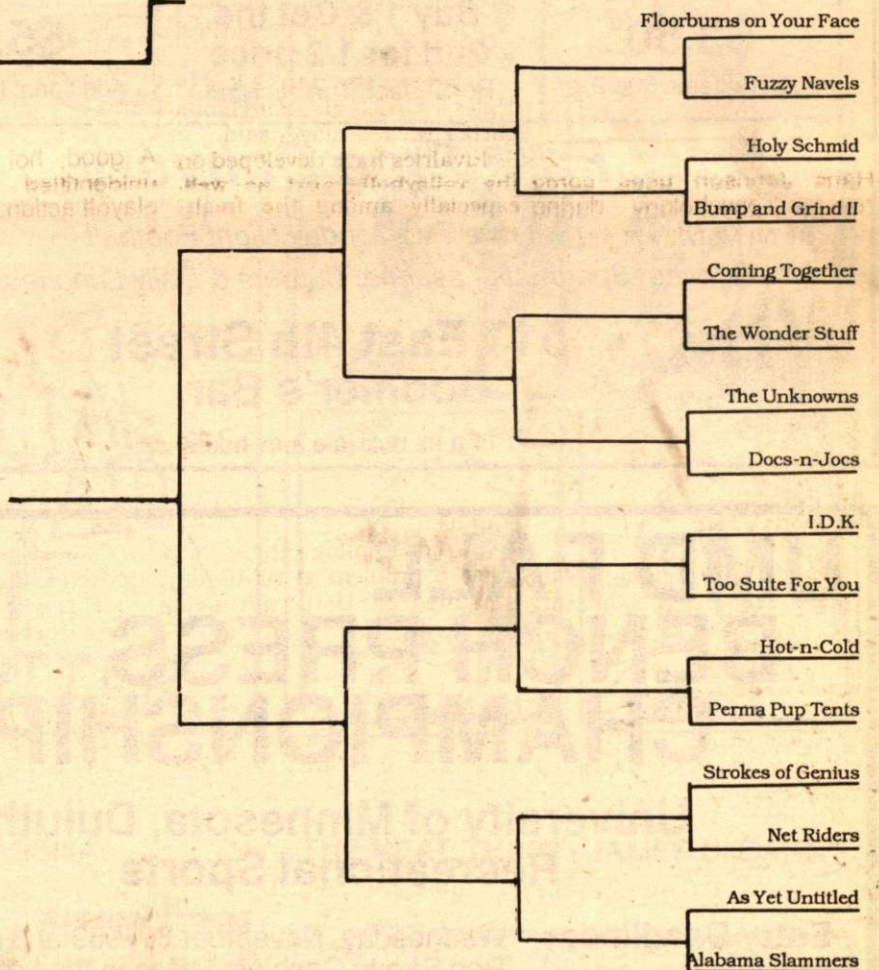 Floorburns on Your Face
Fuzzy Navels
Holy Schmid
Bump and Grind II
Coming Together
The Wonder Stuff
The Unknowns
Docs-n-Jocs
I.D.K.
Too Suite For You
Hot-n-Cold
Perma Pup Tents
Strokes of Genius
Net Riders
As Yet Untitled
Alabama Slammers